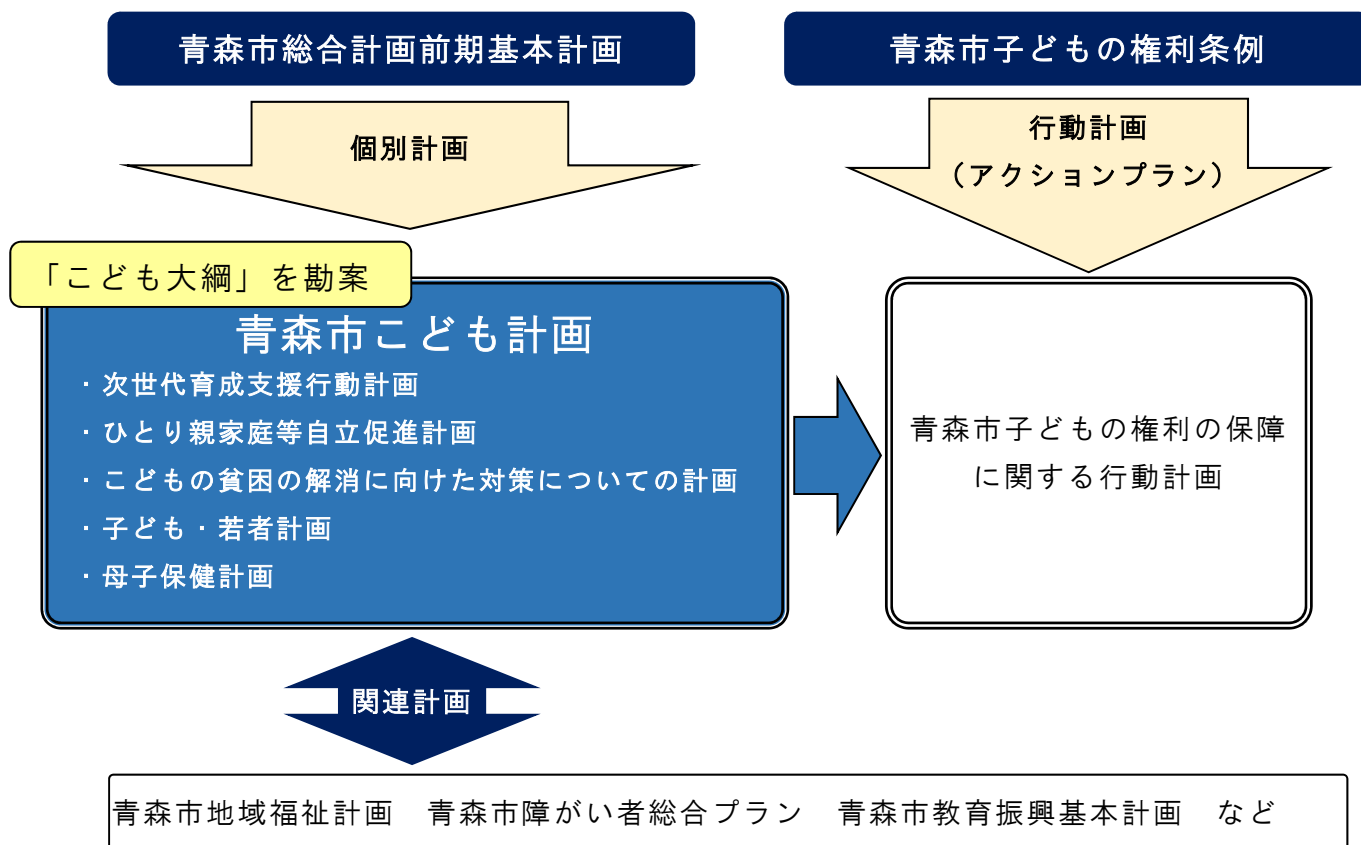 青森市総合計画前期基本計画
青森市子どもの権利条例
個別計画
行動計画
（アクションプラン）
「こども大綱」を勘案
青森市こども計画
・次世代育成支援行動計画
・ひとり親家庭等自立促進計画
・こどもの貧困の解消に向けた対策についての計画
・子ども・若者計画
・母子保健計画
青森市子どもの権利の保障
に関する行動計画
関連計画
青森市地域福祉計画　青森市障がい者総合プラン　青森市教育振興基本計画　など